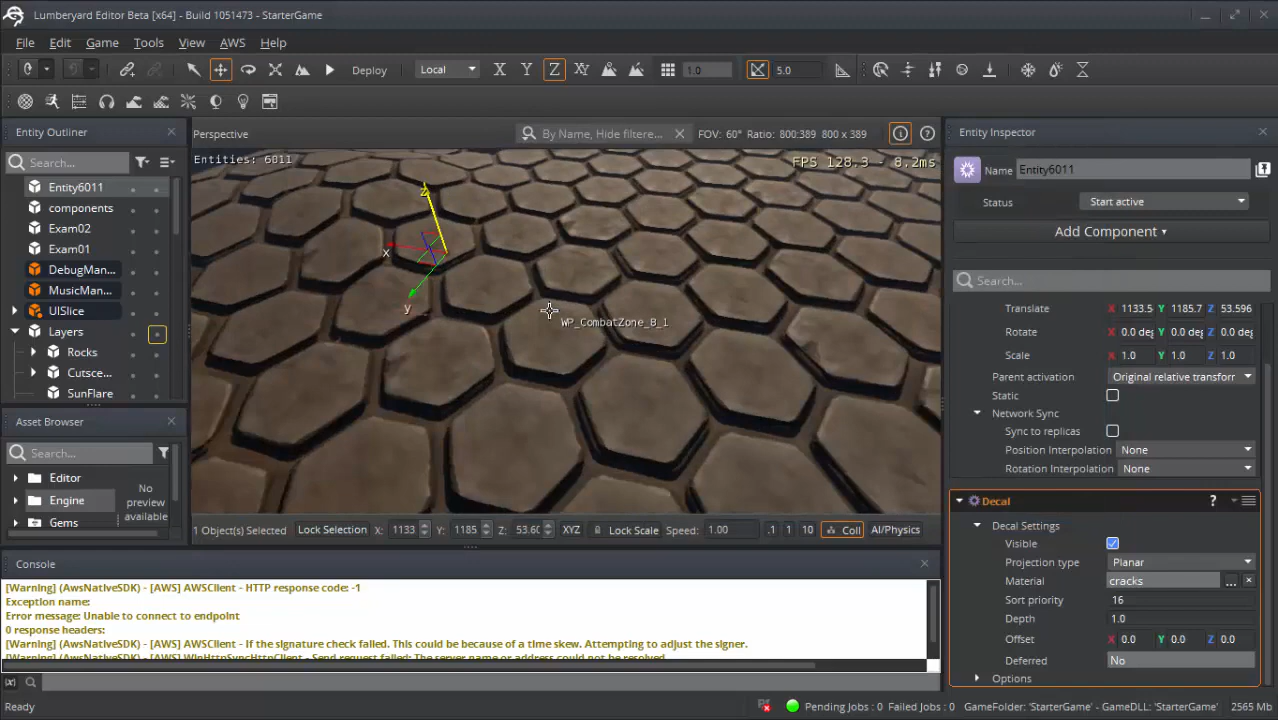 Lumberyard Editor Beta [x64] - Build 1051473 - StarterGame
File Edit Game Tools View AWS Help
Deploy Local X Y Z XY 1.0 5.0
Entity Outliner
Search...
Entity6011
components
Exam02
Exam01
DebugMan...
MusicMan...
UISlice
Layers
Rocks
Cutsce...
SunFlare
Asset Browser
Search...
Editor
Engine
Gems
No preview available
Perspective By Name, Hide filtere... FOV: 60° Ratio: 800:389 800 x 389
Entities: 6011 FPS 128.3 - 8.2ms
z
x
y
WP_CombatZone_B_1
1 Object(s) Selected Lock Selection X: 1133 Y: 1185 Z: 53.60 XYZ Lock Scale Speed: 1.00 .1 1 10 Coll AI/Physics
Entity Inspector
Name Entity6011
Status Start active
Add Component
Search...
Translate X 1133.5 Y 1185.7 Z 53.596
Rotate X 0.0 deg Y 0.0 deg Z 0.0 deg
Scale X 1.0 Y 1.0 Z 1.0
Parent activation Original relative transform
Static
Network Sync
Sync to replicas
Position Interpolation None
Rotation Interpolation None
Decal ?
Decal Settings
Visible
Projection type Planar
Material cracks ...
Sort priority 16
Depth 1.0
Offset X 0.0 Y 0.0 Z 0.0
Deferred No
Options
Console
[Warning] (AwsNativeSDK) - [AWS] AWSClient - HTTP response code: -1
Exception name:
Error message: Unable to connect to endpoint
0 response headers:
[Warning] (AwsNativeSDK) - [AWS] AWSClient - If the signature check failed. This could be because of a time skew. Attempting to adjust the signer.
[Warning] (AwsNativeSDK) - [AWS] WinHttpSyncHttpClient - Send request failed: The server name or address could not be resolved
Ready Pending Jobs : 0 Failed Jobs : 0 GameFolder: 'StarterGame' - GameDLL: 'StarterGame' 2565 Mb